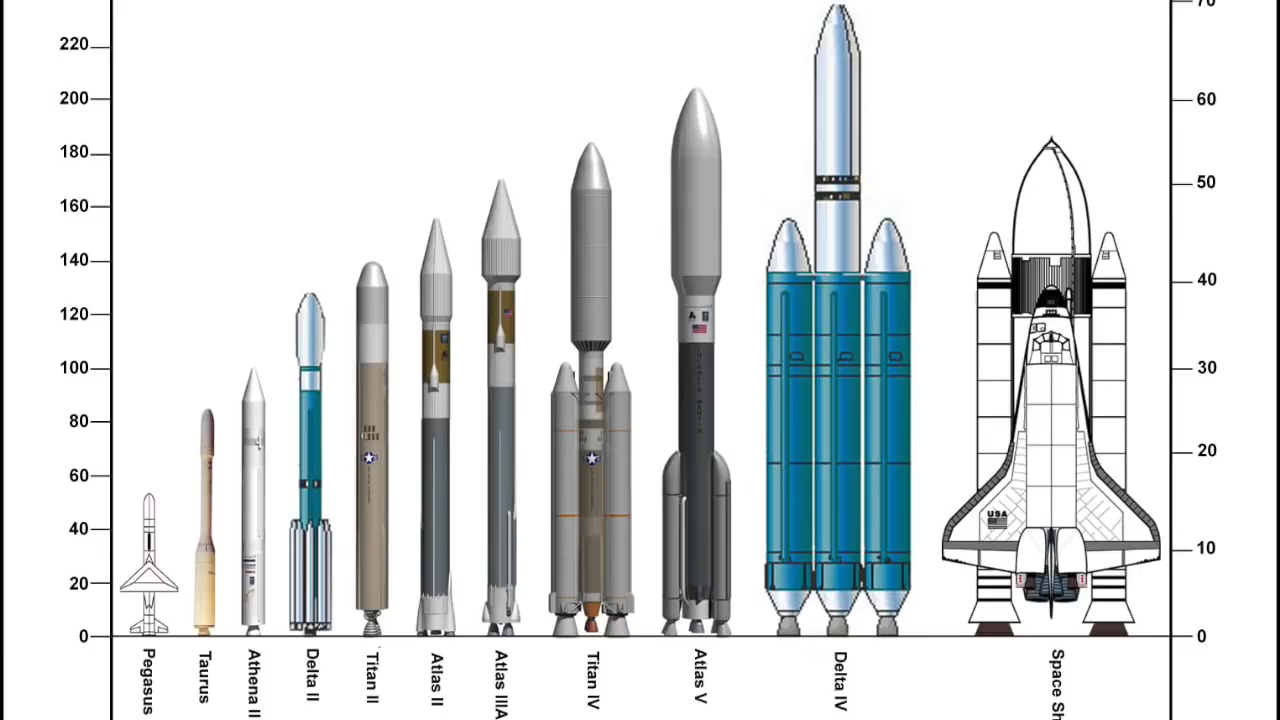 220
200
180
160
140
120
100
80
60
40
20
0
70
60
50
40
30
20
10
0
USA
Pegasus
Taurus
Athena II
Delta II
Titan II
Atlas II
Atlas IIIA
Titan IV
Atlas V
Delta IV
Space Sh